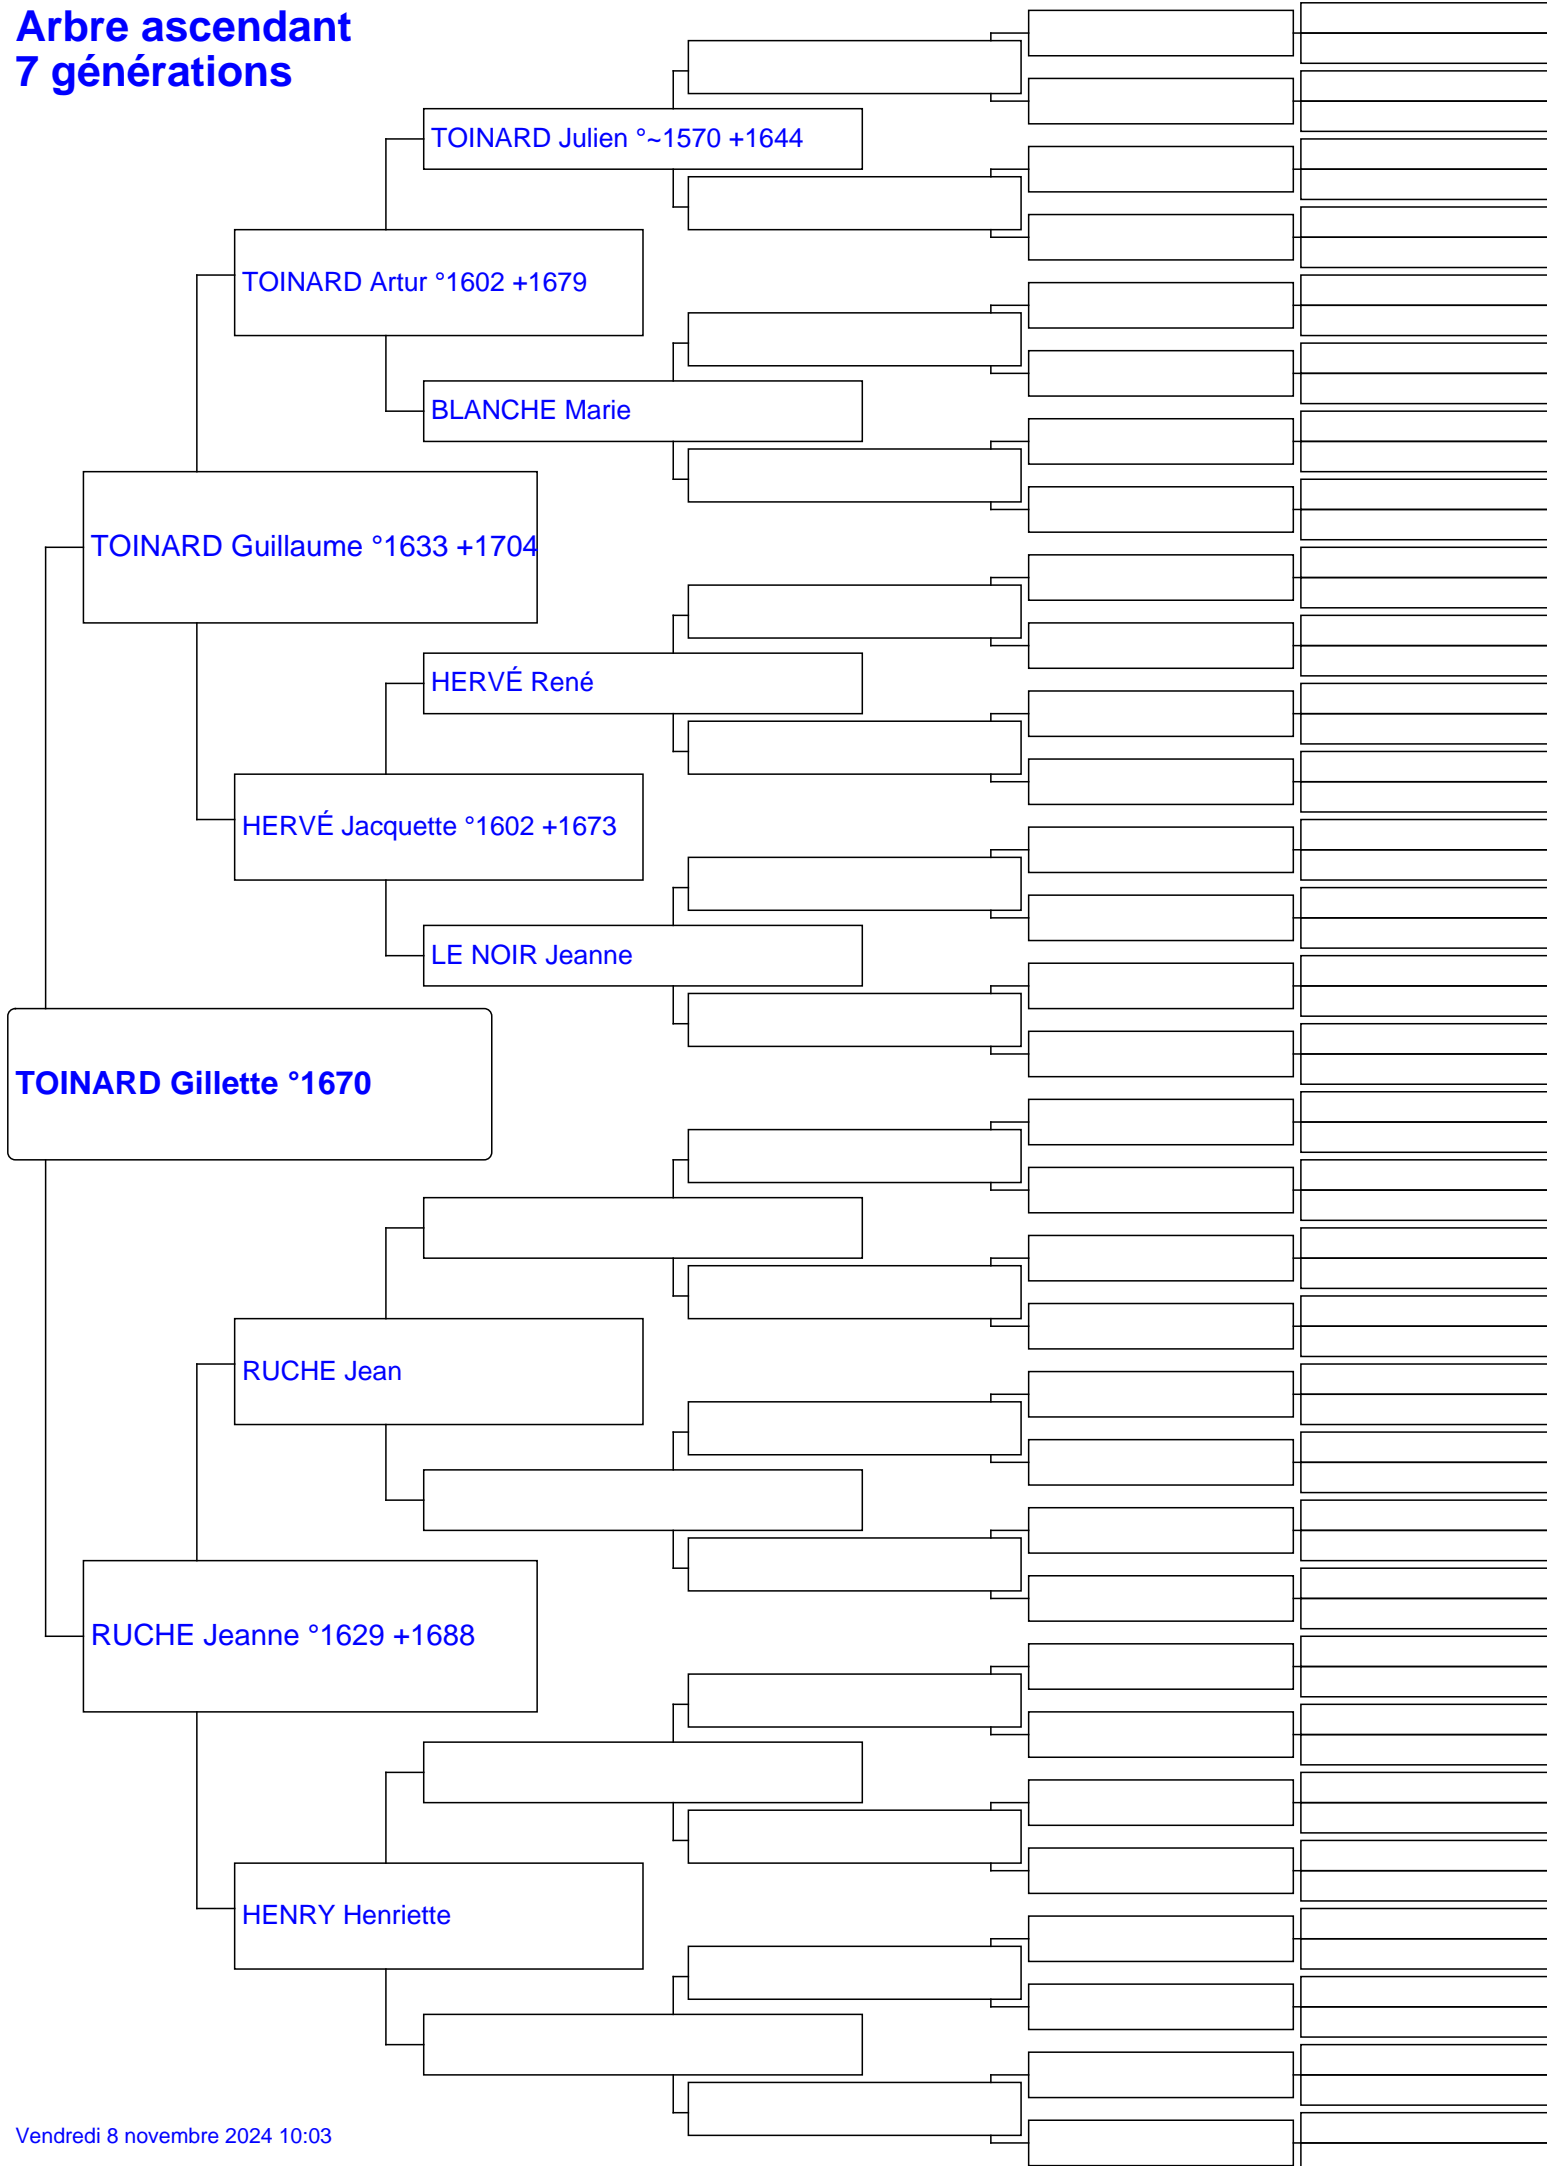 Arbre ascendant
7 générations
TOINARD Julien °~1570 +1644
TOINARD Artur °1602 +1679
BLANCHE Marie
TOINARD Guillaume °1633 +1704
HERVÉ René
HERVÉ Jacquette °1602 +1673
LE NOIR Jeanne
TOINARD Gillette °1670
RUCHE Jean
RUCHE Jeanne °1629 +1688
HENRY Henriette
Vendredi 8 novembre 2024 10:03